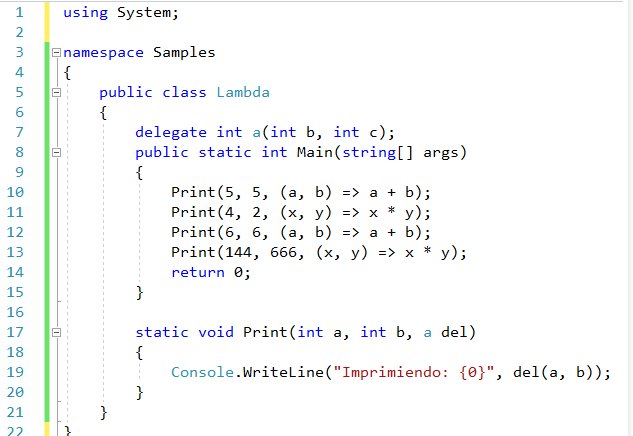 1 using System;
2
3 namespace Samples
4 {
5 public class Lambda
6 {
7 delegate int a(int b, int c);
8 public static int Main(string[] args)
9 {
10 Print(5, 5, (a, b) => a + b);
11 Print(4, 2, (x, y) => x * y);
12 Print(6, 6, (a, b) => a + b);
13 Print(144, 666, (x, y) => x * y);
14 return 0;
15 }
16
17 static void Print(int a, int b, a del)
18 {
19 Console.WriteLine("Imprimiendo: {0}", del(a, b));
20 }
21 }
22 }